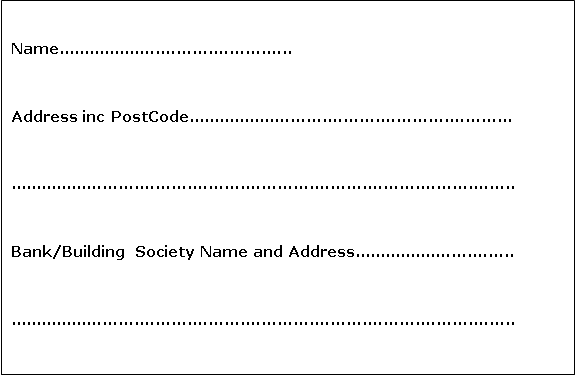 Name..............................................
Address inc PostCode................................................................
....................................................................................................
Bank/Building Society Name and Address...............................
....................................................................................................